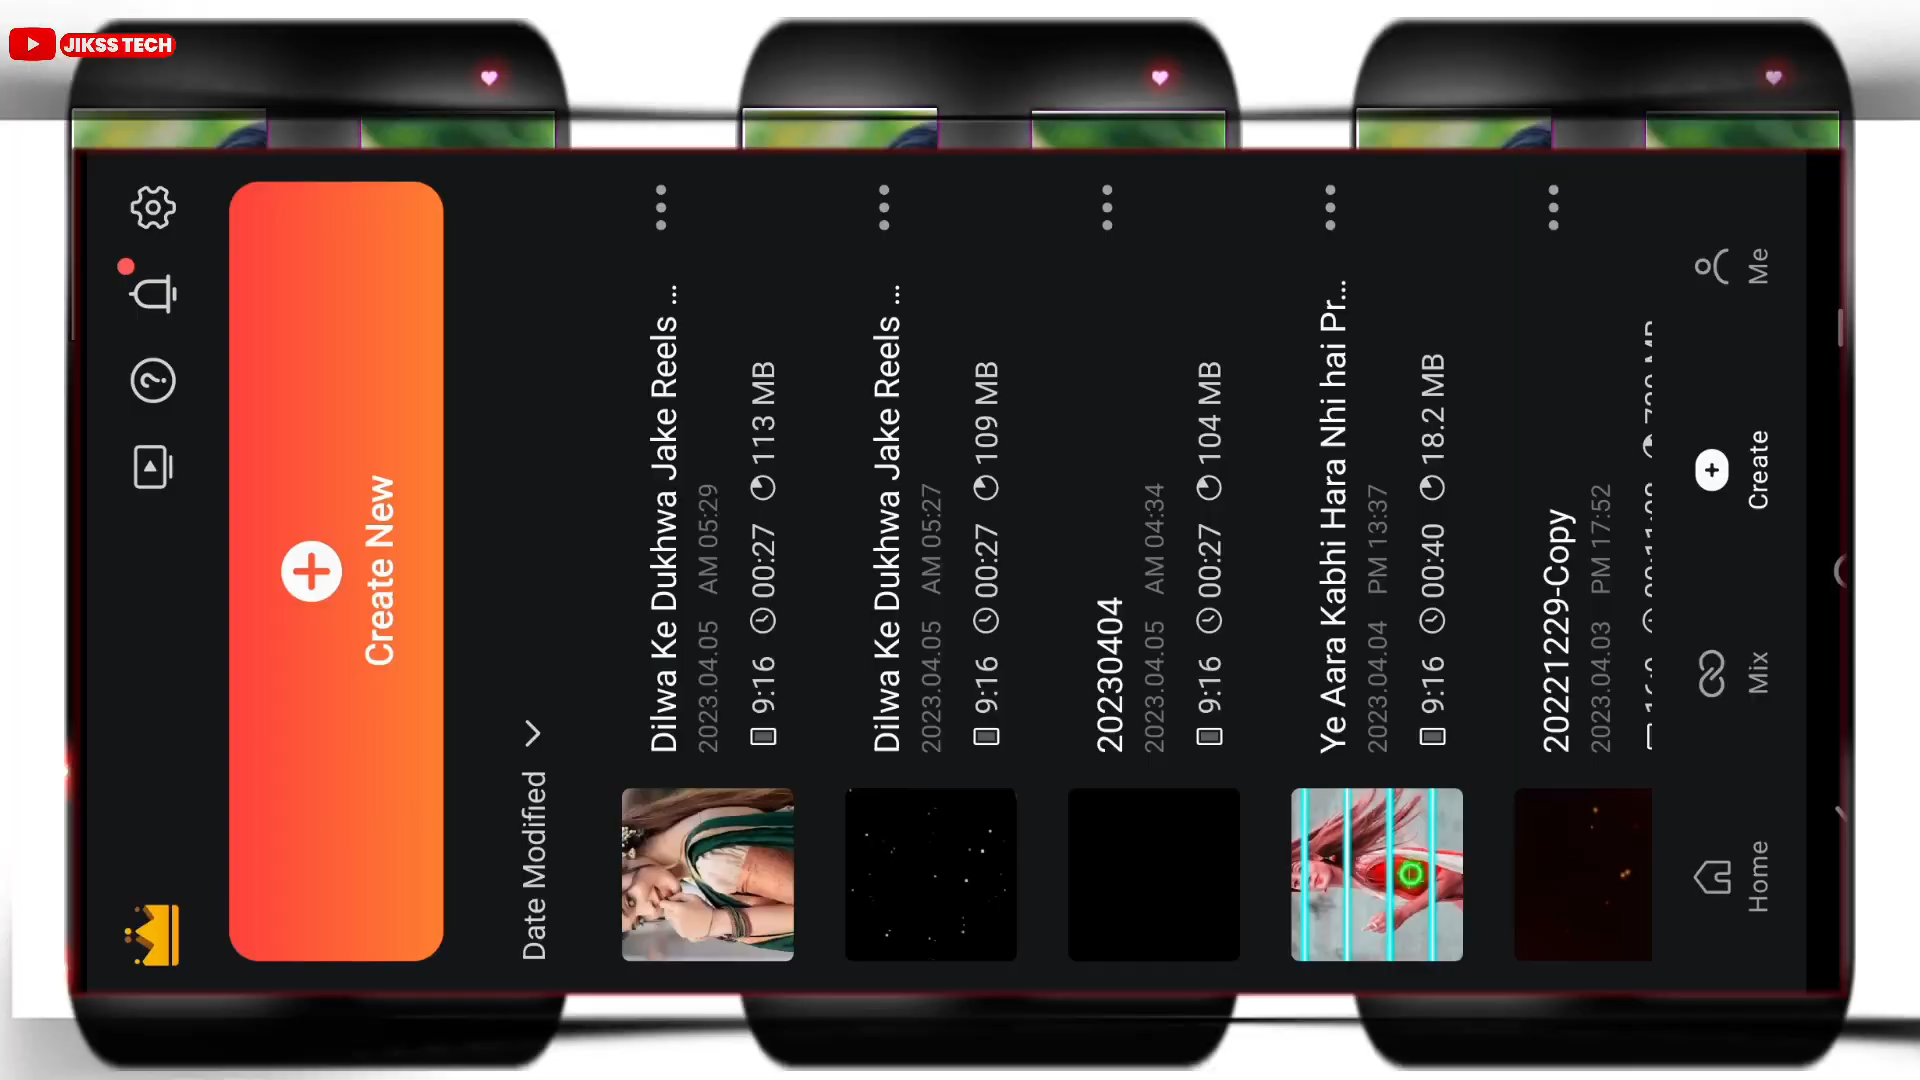 JIKSS TECH
Create New
Date Modified
Dilwa Ke Dukhwa Jake Reels ...
2023.04.05 AM 05:29
9:16 00:27 113 MB
Dilwa Ke Dukhwa Jake Reels ...
2023.04.05 AM 05:27
9:16 00:27 109 MB
20230404
2023.04.05 AM 04:34
9:16 00:27 104 MB
Ye Aara Kabhi Hara Nhi hai Pr...
2023.04.04 PM 13:37
9:16 00:40 18.2 MB
20221229-Copy
2023.04.03 PM 17:52
Home
Mix
Create
Me